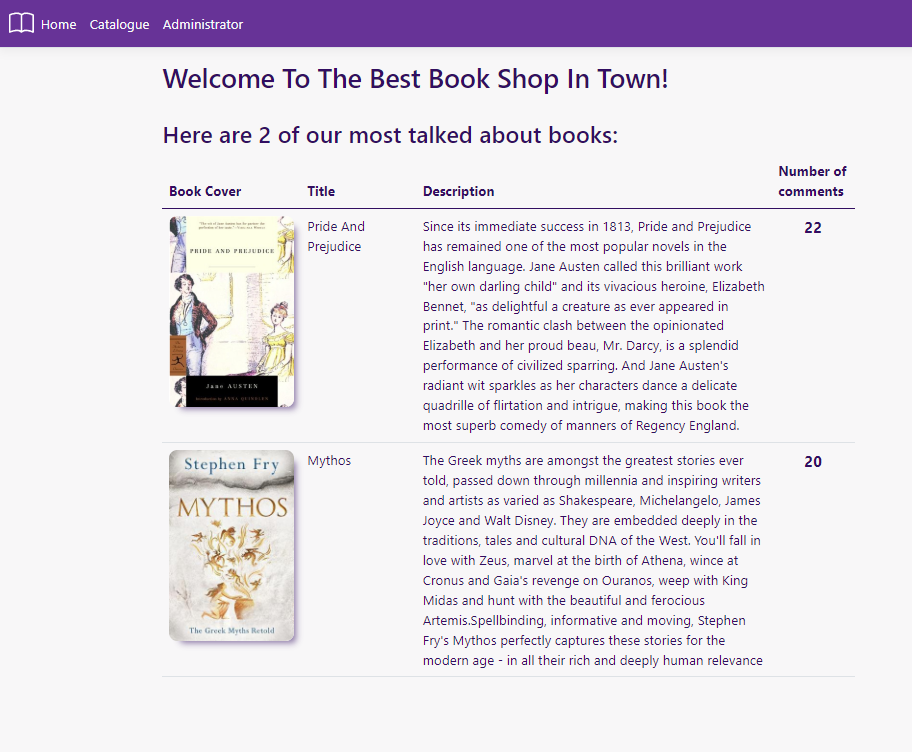 Home Catalogue Administrator
Welcome To The Best Book Shop In Town!
Here are 2 of our most talked about books:
Book Cover Title Description Number of
comments
PRIDE AND PREJUDICE
Jane AUSTEN
Introduction by ANNA QUINDLEN
Pride And
Prejudice
Since its immediate success in 1813, Pride and Prejudice
has remained one of the most popular novels in the
English language. Jane Austen called this brilliant work
"her own darling child" and its vivacious heroine, Elizabeth
Bennet, "as delightful a creature as ever appeared in
print." The romantic clash between the opinionated
Elizabeth and her proud beau, Mr. Darcy, is a splendid
performance of civilized sparring. And Jane Austen's
radiant wit sparkles as her characters dance a delicate
quadrille of flirtation and intrigue, making this book the
most superb comedy of manners of Regency England.
22
Stephen Fry
MYTHOS
The Greek Myths Retold
Mythos
The Greek myths are amongst the greatest stories ever
told, passed down through millennia and inspiring writers
and artists as varied as Shakespeare, Michelangelo, James
Joyce and Walt Disney. They are embedded deeply in the
traditions, tales and cultural DNA of the West. You'll fall in
love with Zeus, marvel at the birth of Athena, wince at
Cronus and Gaia's revenge on Ouranos, weep with King
Midas and hunt with the beautiful and ferocious
Artemis.Spellbinding, informative and moving, Stephen
Fry's Mythos perfectly captures these stories for the
modern age - in all their rich and deeply human relevance
20